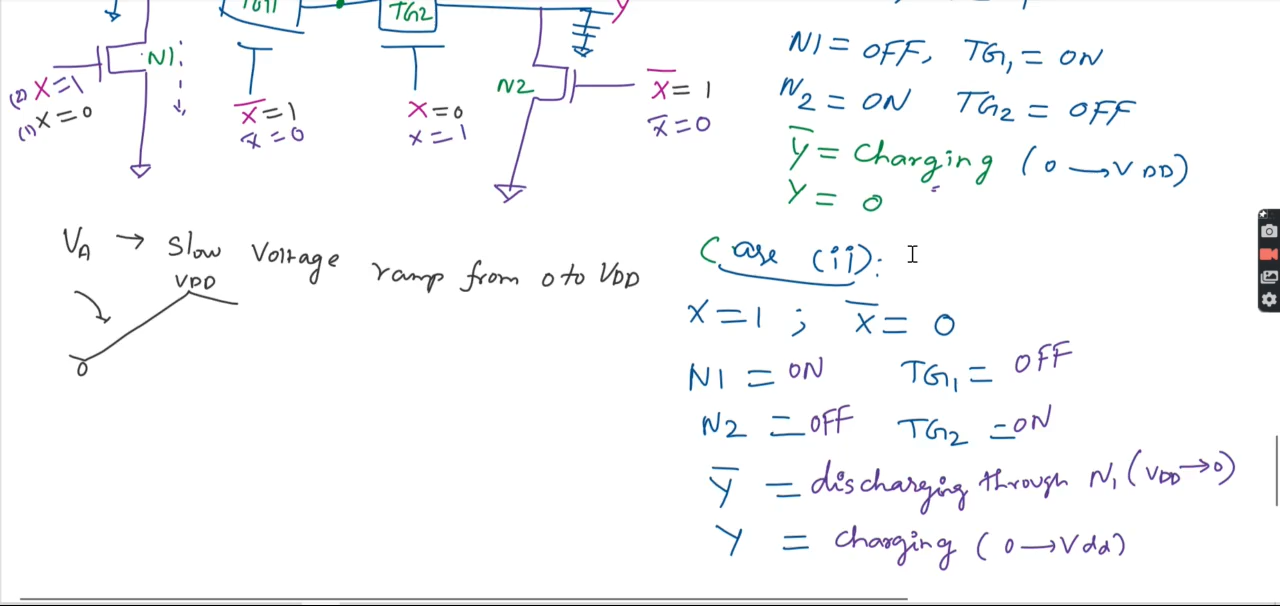 TG1
TG2
Y
N1
N2
(2) X=1
(1) X=0
X̅=1
X̅=0
X=0
X=1
X̅=1
X̅=0
N1 = OFF, TG1 = ON
N2 = ON TG2 = OFF
Y̅ = Charging (0→VDD)
Y = 0
VA → Slow Voltage ramp from 0 to VDD
VDD
0
Case (ii):
X=1 ; X̅=0
N1 = ON TG1 = OFF
N2 = OFF TG2 = ON
Y̅ = discharging through N1 (VDD→0)
Y = charging (0→Vdd)